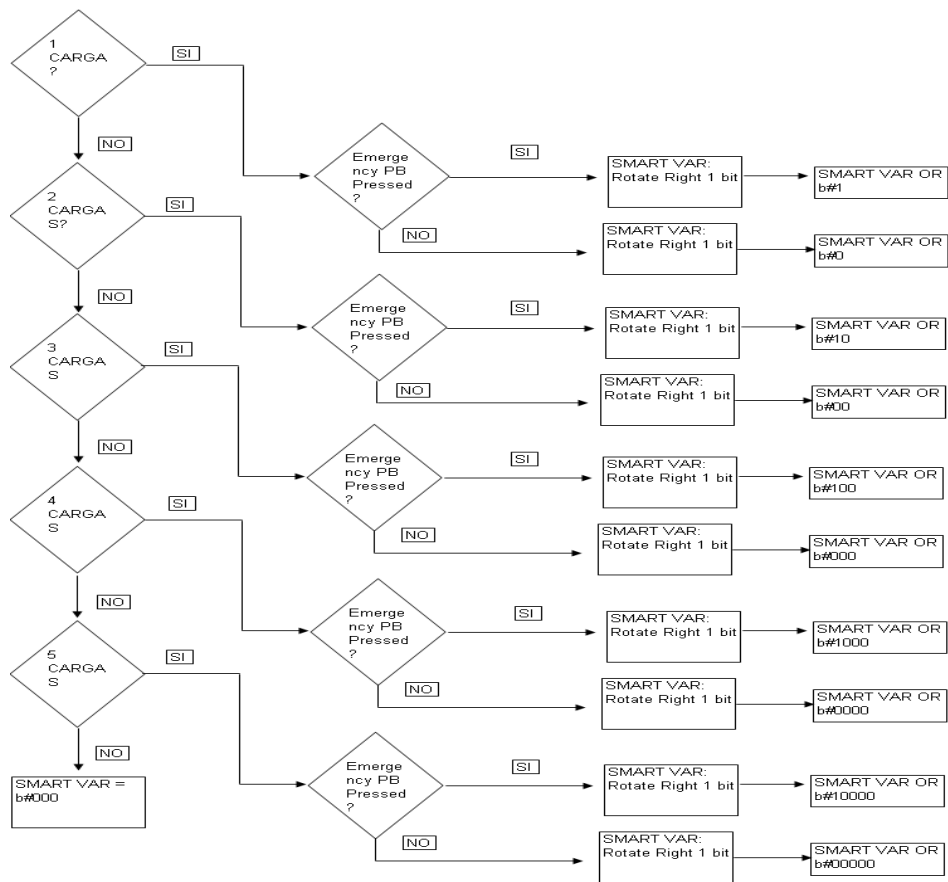 1
CARGA
?
SI
NO
Emerge
ncy PB
Pressed
?
SI
SMART VAR:
Rotate Right 1 bit
SMART VAR OR
b#1
NO
SMART VAR:
Rotate Right 1 bit
SMART VAR OR
b#0
2
CARGA
S?
SI
NO
Emerge
ncy PB
Pressed
?
SI
SMART VAR:
Rotate Right 1 bit
SMART VAR OR
b#10
NO
SMART VAR:
Rotate Right 1 bit
SMART VAR OR
b#00
3
CARGA
S
SI
NO
Emerge
ncy PB
Pressed
?
SI
SMART VAR:
Rotate Right 1 bit
SMART VAR OR
b#100
NO
SMART VAR:
Rotate Right 1 bit
SMART VAR OR
b#000
4
CARGA
S
SI
NO
Emerge
ncy PB
Pressed
?
SI
SMART VAR:
Rotate Right 1 bit
SMART VAR OR
b#1000
NO
SMART VAR:
Rotate Right 1 bit
SMART VAR OR
b#0000
5
CARGA
S
SI
NO
SMART VAR =
b#000
Emerge
ncy PB
Pressed
?
SI
SMART VAR:
Rotate Right 1 bit
SMART VAR OR
b#10000
NO
SMART VAR:
Rotate Right 1 bit
SMART VAR OR
b#00000